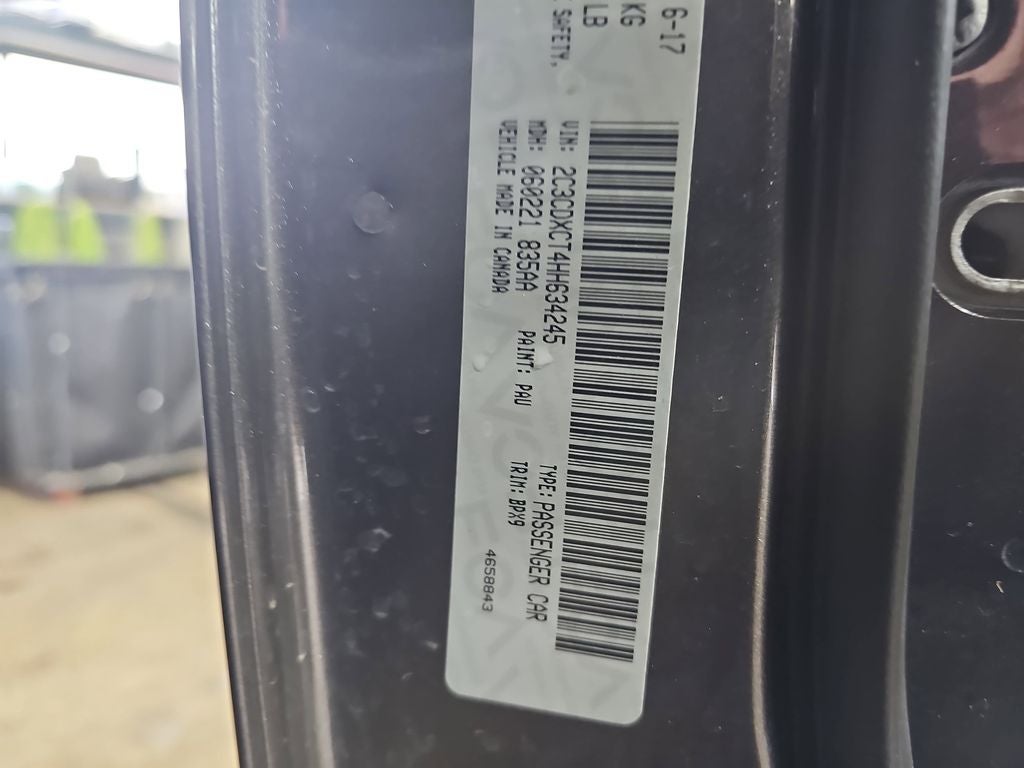 6-17
KG
LB
SAFETY,
VIN: 2C3CDXCT4HH634245
TYPE: PASSENGER CAR
MDH: 060221 835AA PAINT: PAU TRIM: BPX9
VEHICLE MADE IN CANADA
4658843